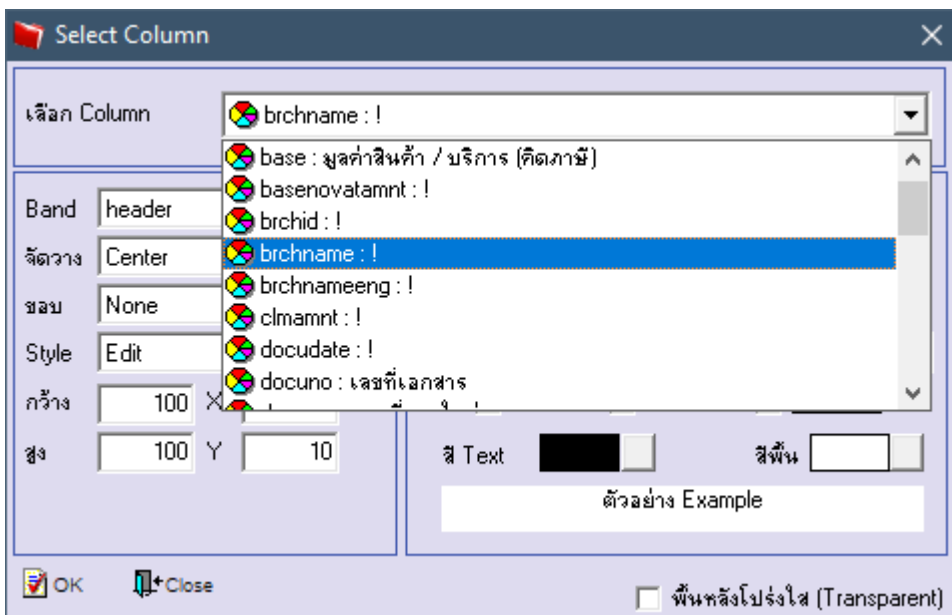 Select Column
เลือก Column
brchname : !
base : มูลค่าสินค้า / บริการ (คิดภาษี)
basenovatamnt : !
brchid : !
brchname : !
brchnameeng : !
clmamnt : !
docudate : !
docuno : เลขที่เอกสาร
Band header
จัดวาง Center
ขอบ None
Style Edit
กว้าง 100 X
สูง 100 Y 10
สี Text
สีพื้น
ตัวอย่าง Example
OK
Close
พื้นหลังโปร่งใส (Transparent)